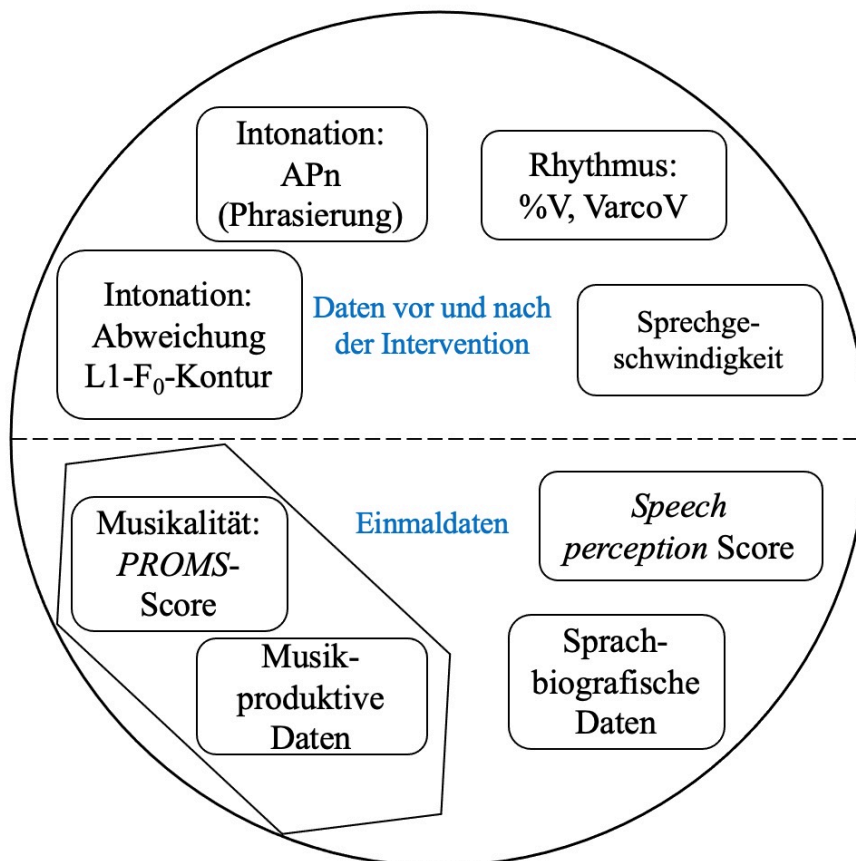 Intonation:
APn
(Phrasierung)
Rhythmus:
%V, VarcoV
Intonation:
Abweichung
L1-F₀-Kontur
Daten vor und nach
der Intervention
Sprechge-
schwindigkeit
Musikalität:
PROMS-
Score
Einmaldaten
Speech
perception Score
Musik-
produktive
Daten
Sprach-
biografische
Daten